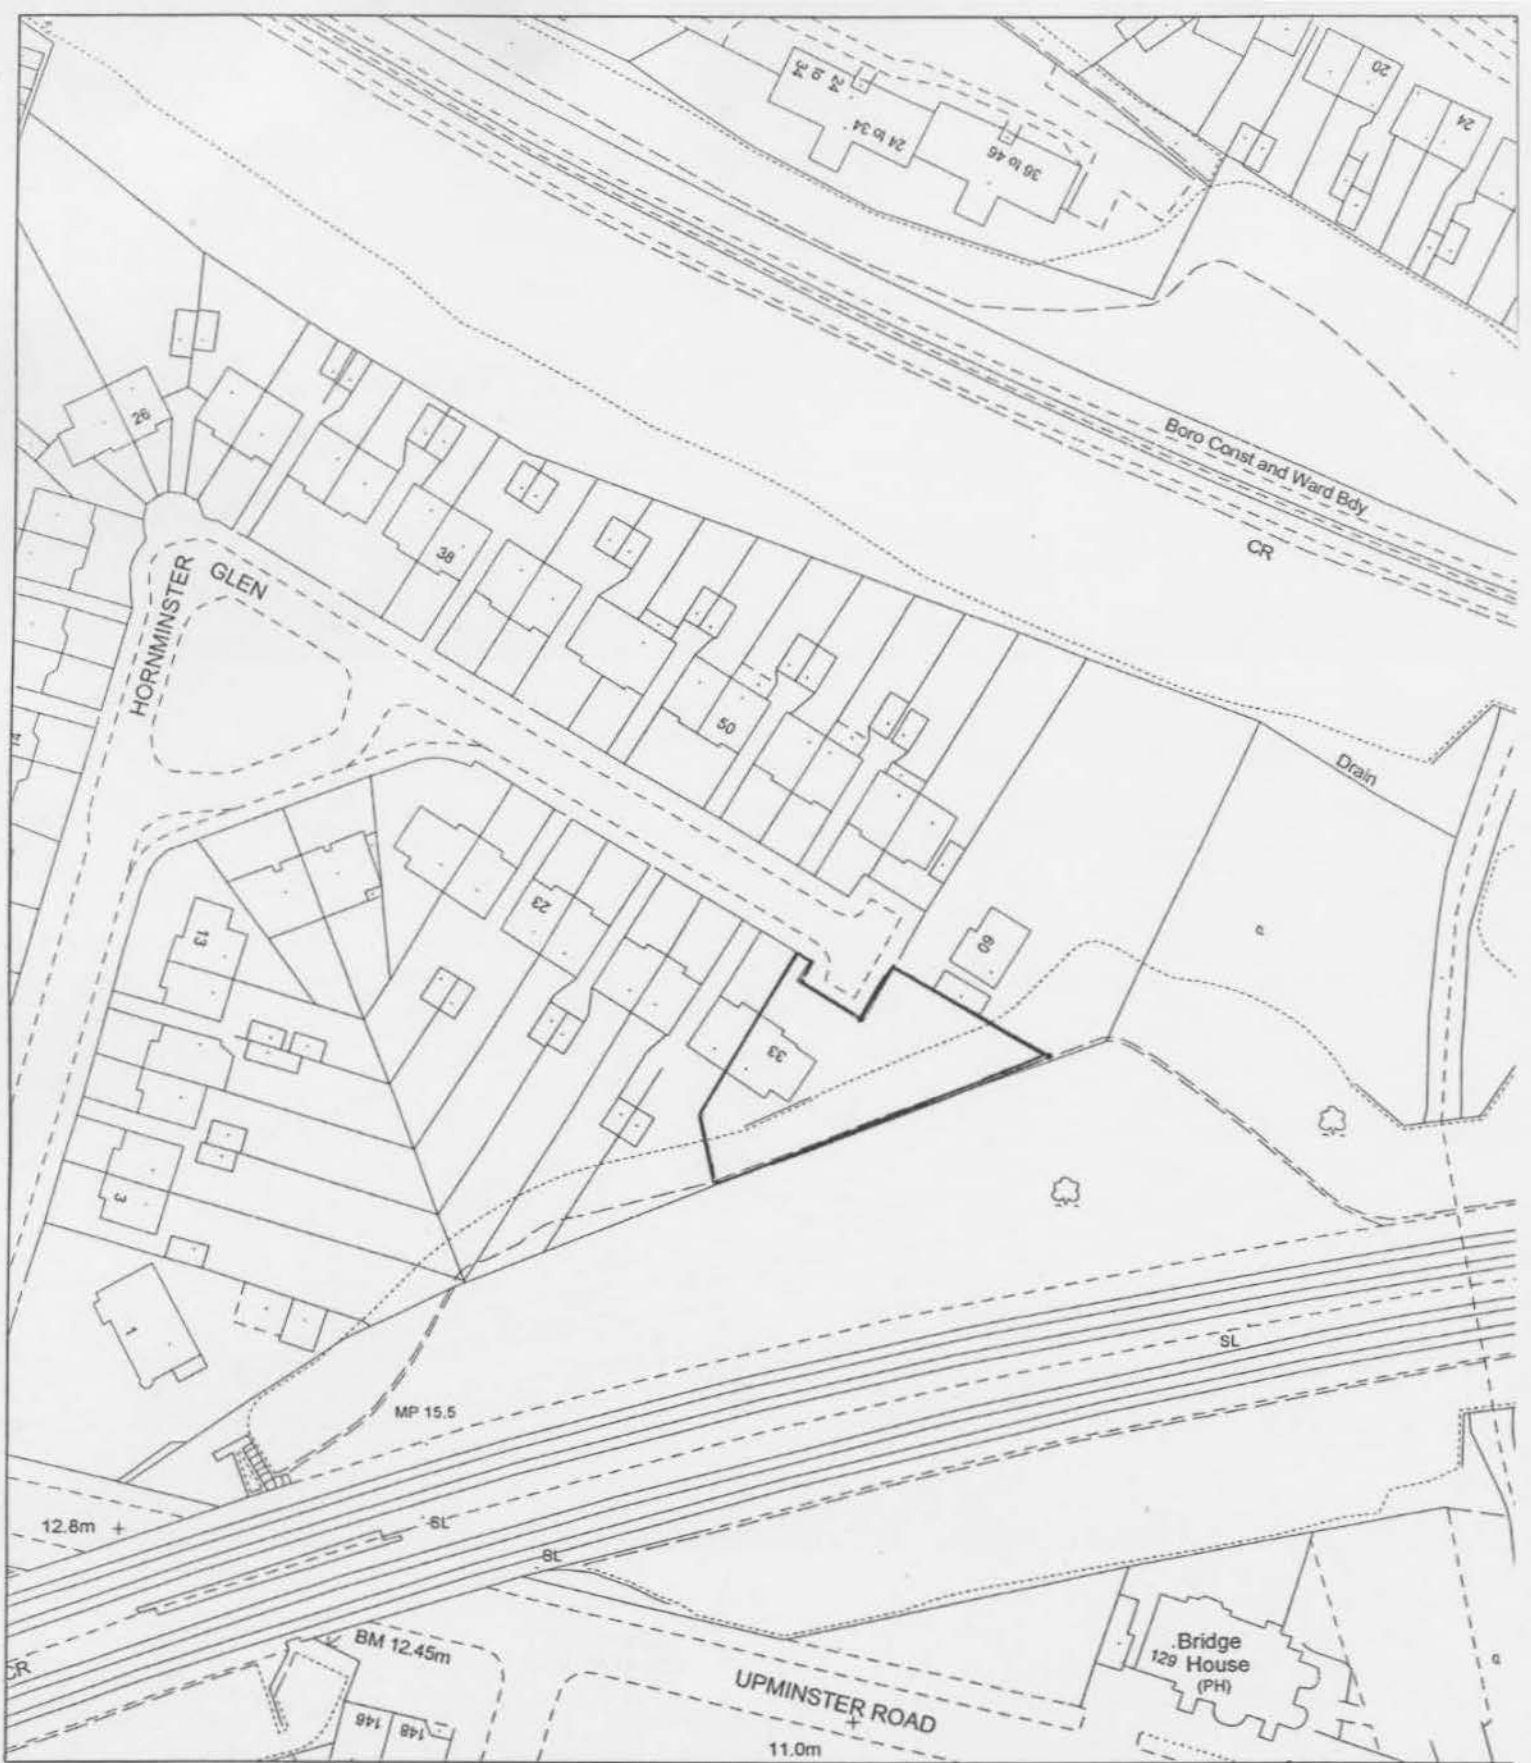 24 to 34
24 to 34
36 to 46
20
24
Boro Const and Ward Bdy
CR
26
38
HORNMINSTER
GLEN
50
14
Drain
23
13
60
33
3
1
MP 15.5
SL
12.8m
SL
SL
BM 12.45m
CR
146
148
UPMINSTER ROAD
11.0m
Bridge
129 House
(PH)